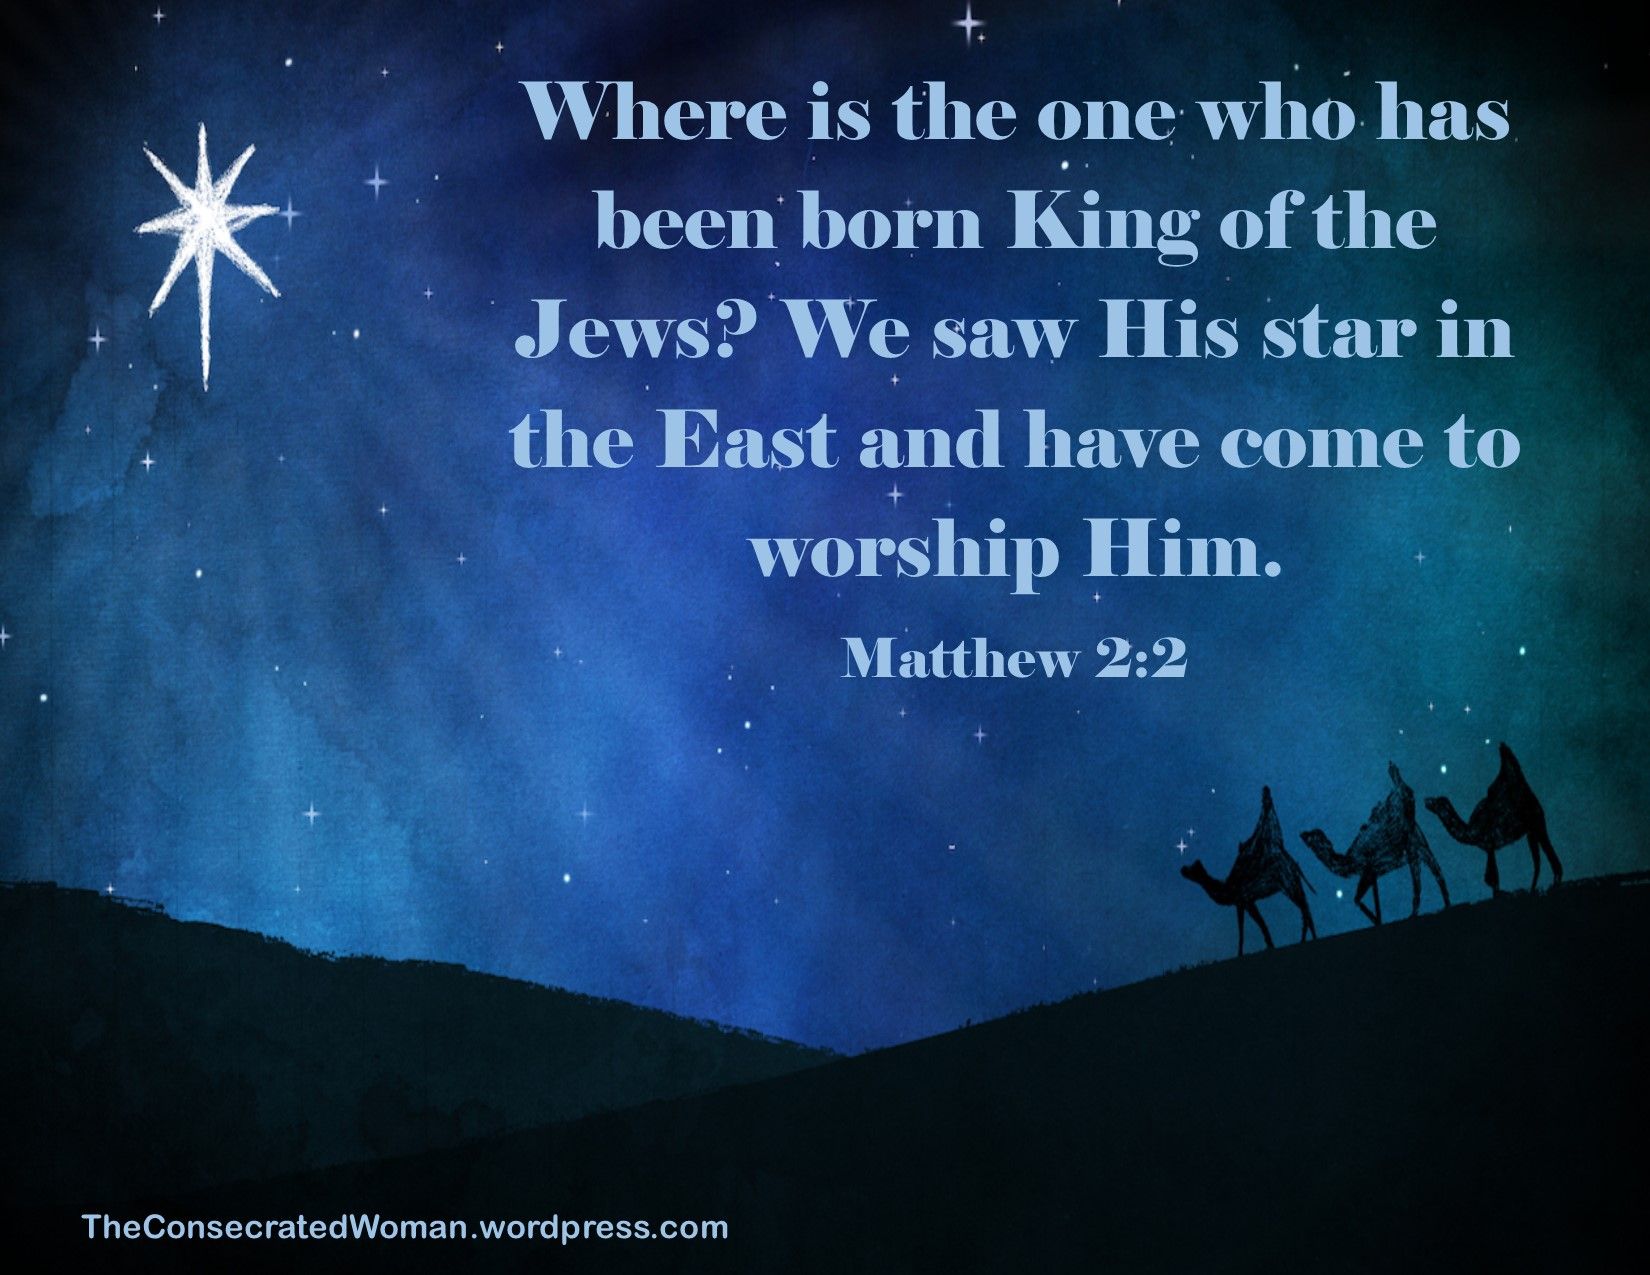 Where is the one who has
been born King of the
Jews? We saw His star in
the East and have come to
worship Him.
Matthew 2:2
TheConsecratedWoman.wordpress.com